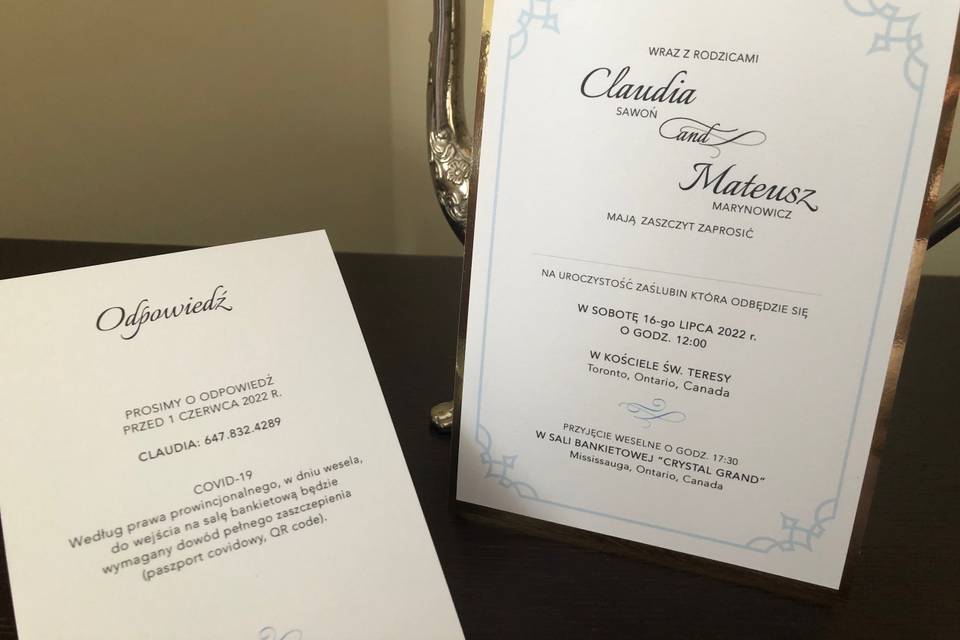 Odpowiedź
PROSIMY O ODPOWIEDŹ
PRZED 1 CZERWCA 2022 R.
CLAUDIA: 647.832.4289
COVID-19
Według prawa prowincjonalnego, w dniu wesela,
do wejścia na salę bankietową będzie
wymagany dowód pełnego zaszczepienia
(paszport covidowy, QR code).
WRAZ Z RODZICAMI
Claudia
SAWOŃ
and
Mateusz
MARYNOWICZ
MAJĄ ZASZCZYT ZAPROSIĆ
NA UROCZYSTOŚĆ ZAŚLUBIN KTÓRA ODBĘDZIE SIĘ
W SOBOTĘ 16-go LIPCA 2022 r.
O GODZ. 12:00
W KOŚCIELE ŚW. TERESY
Toronto, Ontario, Canada
PRZYJĘCIE WESELNE O GODZ. 17:30
W SALI BANKIETOWEJ "CRYSTAL GRAND"
Mississauga, Ontario, Canada